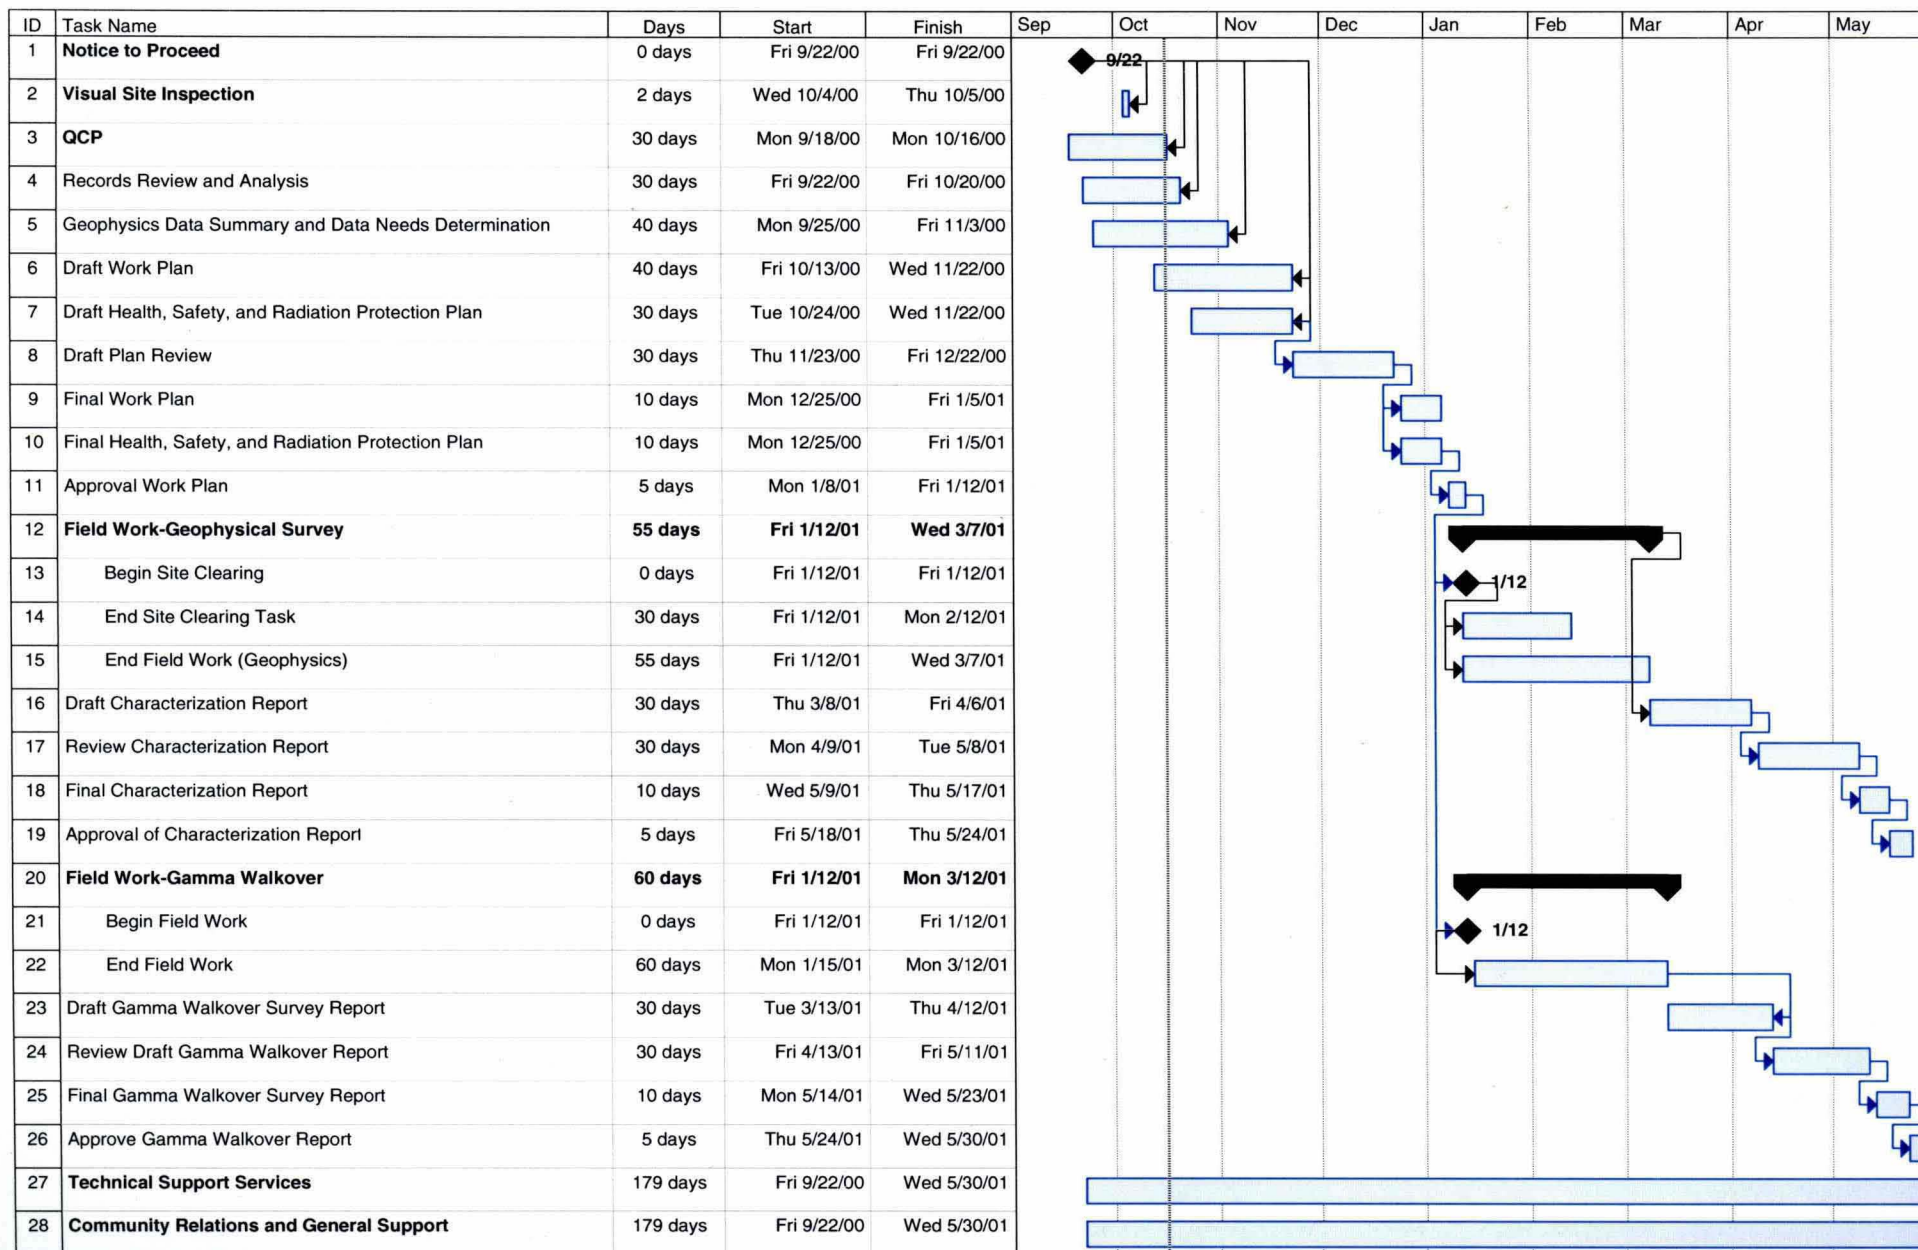 ID Task Name Days Start Finish Sep Oct Nov Dec Jan Feb Mar Apr May
1 Notice to Proceed 0 days Fri 9/22/00 Fri 9/22/00 9/22
2 Visual Site Inspection 2 days Wed 10/4/00 Thu 10/5/00
3 QCP 30 days Mon 9/18/00 Mon 10/16/00
4 Records Review and Analysis 30 days Fri 9/22/00 Fri 10/20/00
5 Geophysics Data Summary and Data Needs Determination 40 days Mon 9/25/00 Fri 11/3/00
6 Draft Work Plan 40 days Fri 10/13/00 Wed 11/22/00
7 Draft Health, Safety, and Radiation Protection Plan 30 days Tue 10/24/00 Wed 11/22/00
8 Draft Plan Review 30 days Thu 11/23/00 Fri 12/22/00
9 Final Work Plan 10 days Mon 12/25/00 Fri 1/5/01
10 Final Health, Safety, and Radiation Protection Plan 10 days Mon 12/25/00 Fri 1/5/01
11 Approval Work Plan 5 days Mon 1/8/01 Fri 1/12/01
12 Field Work-Geophysical Survey 55 days Fri 1/12/01 Wed 3/7/01
13 Begin Site Clearing 0 days Fri 1/12/01 Fri 1/12/01 1/12
14 End Site Clearing Task 30 days Fri 1/12/01 Mon 2/12/01
15 End Field Work (Geophysics) 55 days Fri 1/12/01 Wed 3/7/01
16 Draft Characterization Report 30 days Thu 3/8/01 Fri 4/6/01
17 Review Characterization Report 30 days Mon 4/9/01 Tue 5/8/01
18 Final Characterization Report 10 days Wed 5/9/01 Thu 5/17/01
19 Approval of Characterization Report 5 days Fri 5/18/01 Thu 5/24/01
20 Field Work-Gamma Walkover 60 days Fri 1/12/01 Mon 3/12/01
21 Begin Field Work 0 days Fri 1/12/01 Fri 1/12/01 1/12
22 End Field Work 60 days Mon 1/15/01 Mon 3/12/01
23 Draft Gamma Walkover Survey Report 30 days Tue 3/13/01 Thu 4/12/01
24 Review Draft Gamma Walkover Report 30 days Fri 4/13/01 Fri 5/11/01
25 Final Gamma Walkover Survey Report 10 days Mon 5/14/01 Wed 5/23/01
26 Approve Gamma Walkover Report 5 days Thu 5/24/01 Wed 5/30/01
27 Technical Support Services 179 days Fri 9/22/00 Wed 5/30/01
28 Community Relations and General Support 179 days Fri 9/22/00 Wed 5/30/01